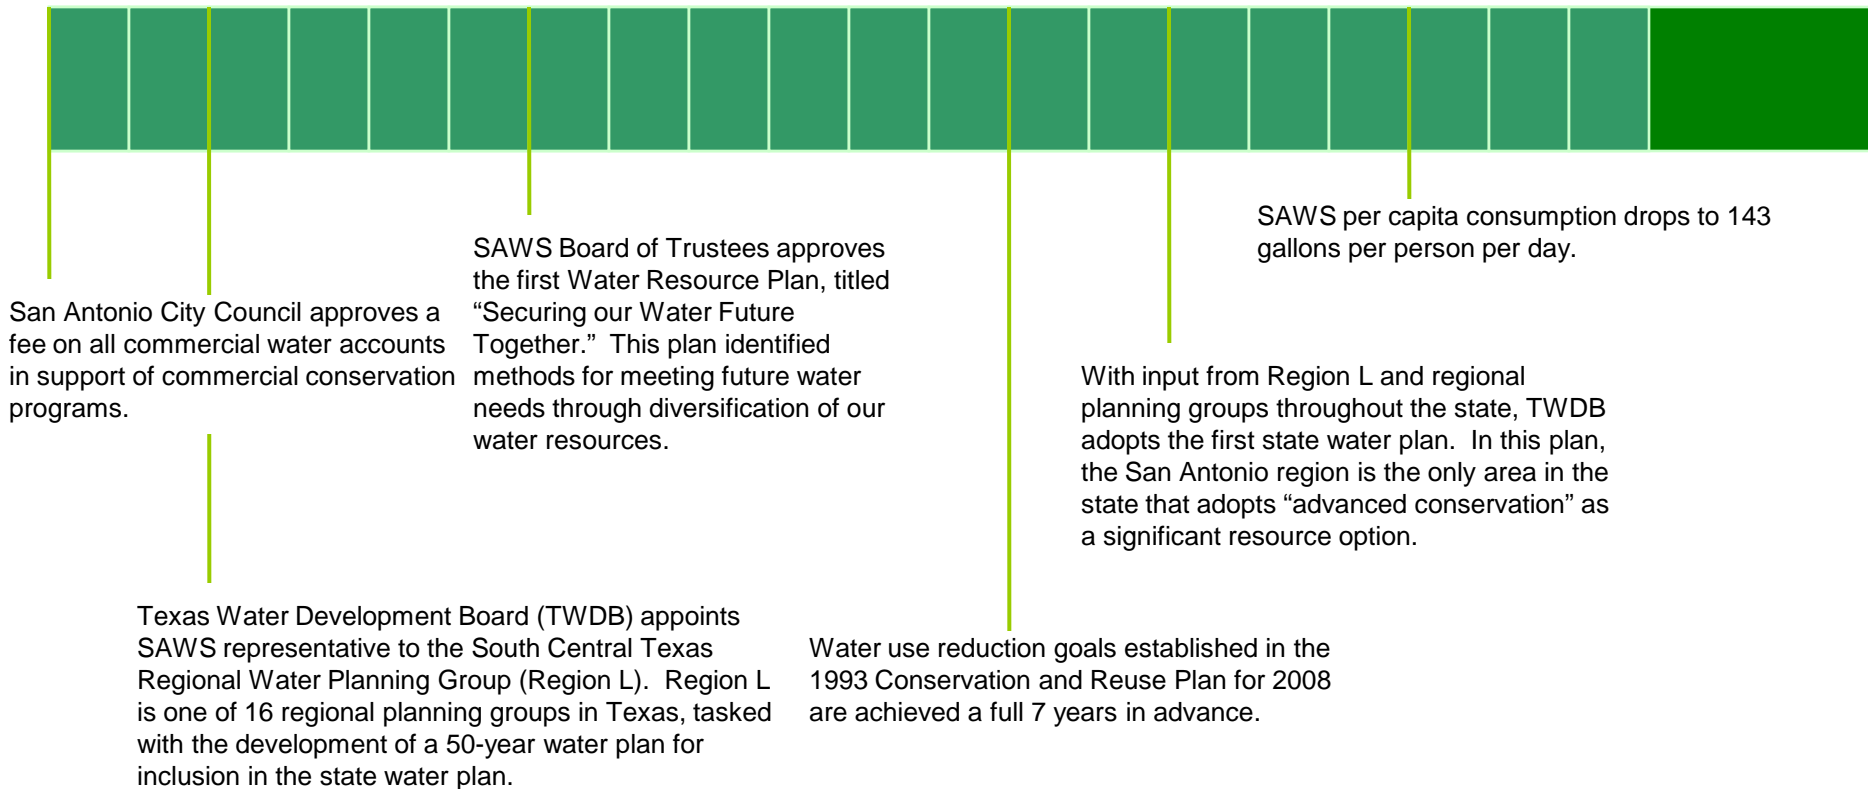 San Antonio City Council approves a
fee on all commercial water accounts
in support of commercial conservation
programs.
Texas Water Development Board (TWDB) appoints
SAWS representative to the South Central Texas
Regional Water Planning Group (Region L).  Region L
is one of 16 regional planning groups in Texas, tasked
with the development of a 50-year water plan for
inclusion in the state water plan.
SAWS Board of Trustees approves
the first Water Resource Plan, titled
“Securing our Water Future
Together.”  This plan identified
methods for meeting future water
needs through diversification of our
water resources.
Water use reduction goals established in the
1993 Conservation and Reuse Plan for 2008
are achieved a full 7 years in advance.
With input from Region L and regional
planning groups throughout the state, TWDB
adopts the first state water plan.  In this plan,
the San Antonio region is the only area in the
state that adopts “advanced conservation” as
a significant resource option.
SAWS per capita consumption drops to 143
gallons per person per day.